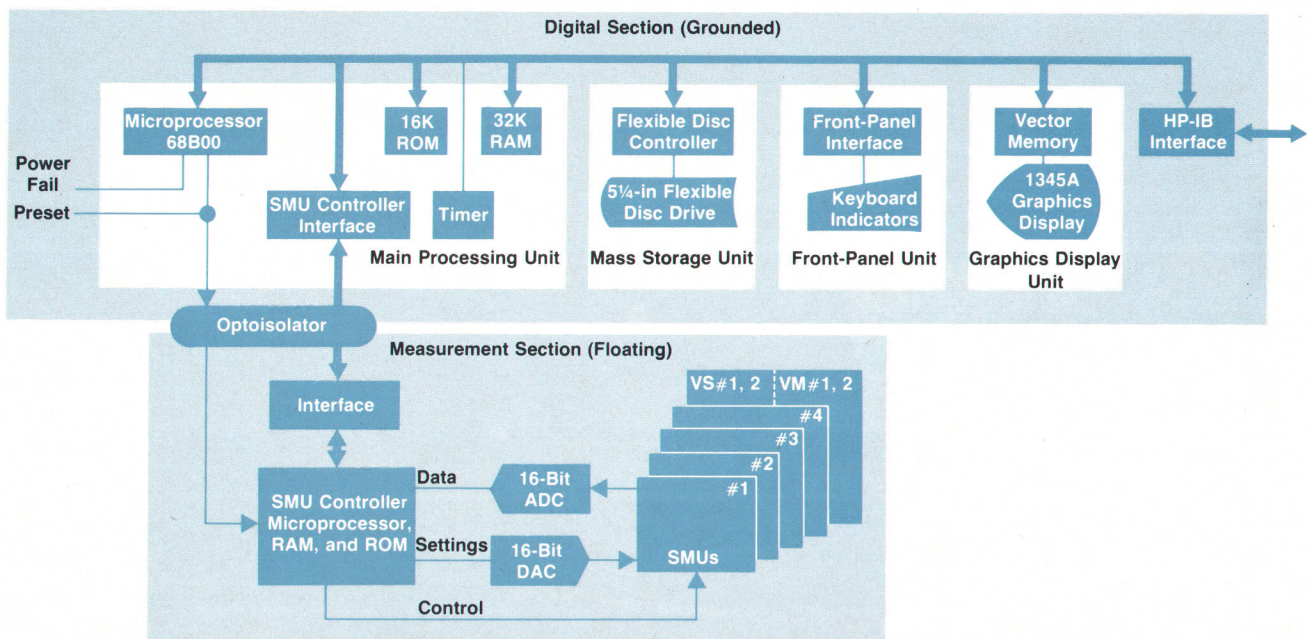 Digital Section (Grounded)
Microprocessor
68B00
16K
ROM
32K
RAM
Flexible Disc
Controller
Front-Panel
Interface
Vector
Memory
HP-IB
Interface
Power
Fail
Preset
SMU Controller
Interface
Timer
5¼-in Flexible
Disc Drive
Keyboard
Indicators
1345A
Graphics
Display
Main Processing Unit
Mass Storage Unit
Front-Panel Unit
Graphics Display
Unit
Optoisolator
Measurement Section (Floating)
Interface
VS#1, 2
VM#1, 2
#4
#3
#2
#1
SMUs
Data
16-Bit
ADC
SMU Controller
Microprocessor,
RAM, and ROM
Settings
16-Bit
DAC
Control